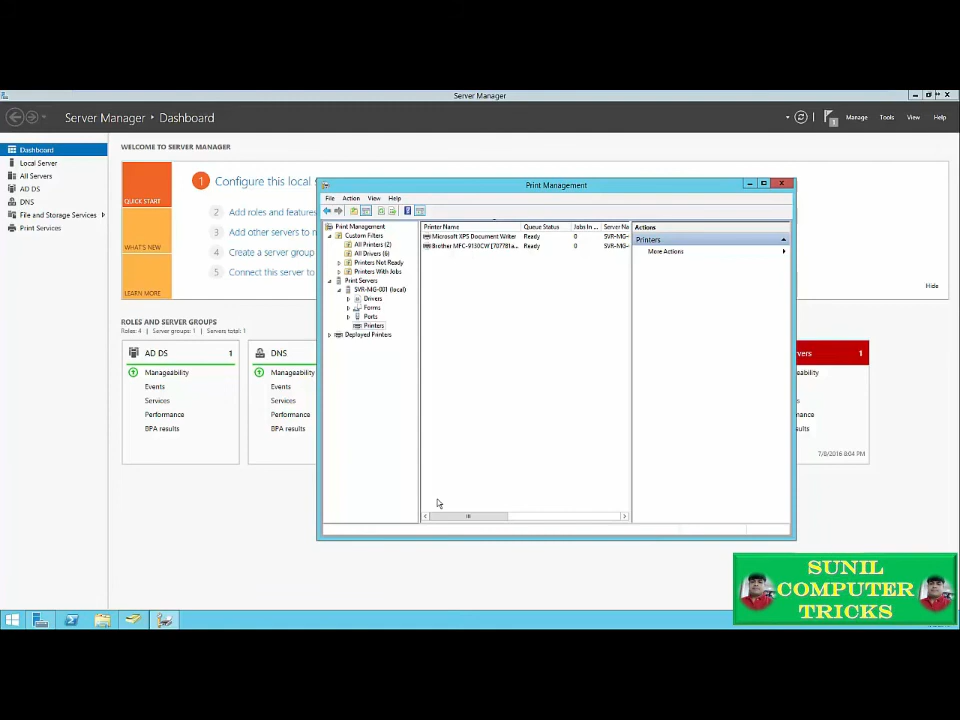 Server Manager
Server Manager • Dashboard
Manage Tools View Help
Dashboard
Local Server
All Servers
AD DS
DNS
File and Storage Services
Print Services
WELCOME TO SERVER MANAGER
QUICK START
WHAT'S NEW
LEARN MORE
1 Configure this local
2 Add roles and features
3 Add other servers to
4 Create a server group
5 Connect this server to
Hide
ROLES AND SERVER GROUPS
Roles: 4 | Server groups: 1 | Servers total: 1
AD DS 1
Manageability
Events
Services
Performance
BPA results
DNS
Manageability
Events
Services
Performance
BPA results
1
7/8/2016 8:04 PM
Print Management
File Action View Help
Print Management
Custom Filters
All Printers (2)
All Drivers (6)
Printers Not Ready
Printers With Jobs
Print Servers
SVR-MG-001 (local)
Drivers
Forms
Ports
Printers
Deployed Printers
Printer Name Queue Status Jobs In ... Server Na
Microsoft XPS Document Writer Ready 0 SVR-MG-
Brother MFC-9130CW [707781a... Ready 0 SVR-MG-
Actions
Printers
More Actions
SUNIL
COMPUTER
TRICKS